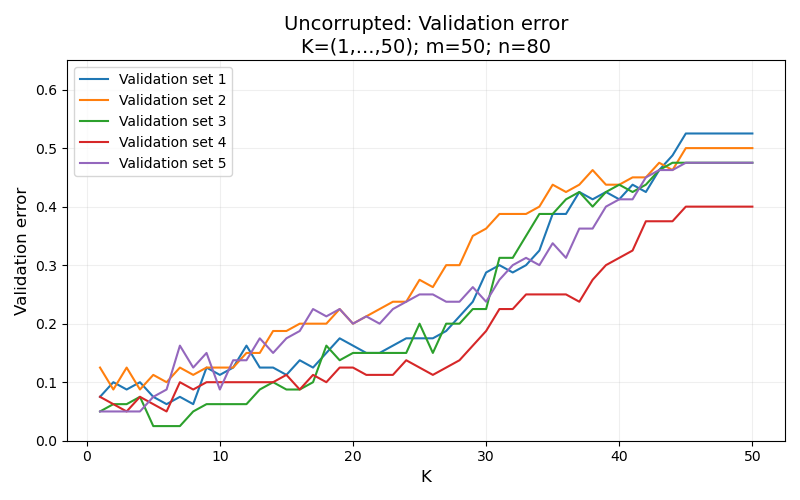 Uncorrupted: Validation error
K=(1,...,50); m=50; n=80
Validation set 1
Validation set 2
Validation set 3
Validation set 4
Validation set 5
Validation error
0.6
0.5
0.4
0.3
0.2
0.1
0.0
0
10
20
30
40
50
K